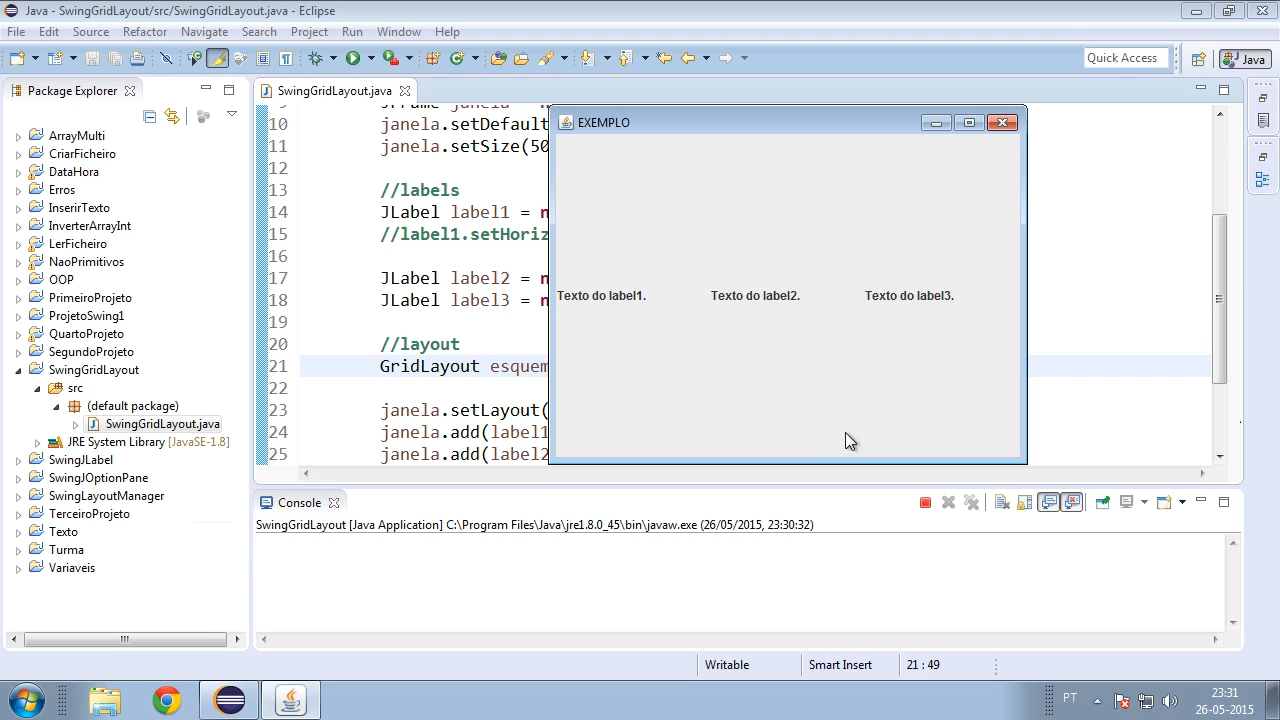 Java - SwingGridLayout/src/SwingGridLayout.java - Eclipse
File Edit Source Refactor Navigate Search Project Run Window Help
Quick Access
Java
Package Explorer
ArrayMulti
CriarFicheiro
DataHora
Erros
InserirTexto
InverterArrayInt
LerFicheiro
NaoPrimitivos
OOP
PrimeiroProjeto
ProjetoSwing1
QuartoProjeto
SegundoProjeto
SwingGridLayout
src
(default package)
SwingGridLayout.java
JRE System Library [JavaSE-1.8]
SwingJLabel
SwingJOptionPane
SwingLayoutManager
TerceiroProjeto
Texto
Turma
Variaveis
SwingGridLayout.java
9 JFrame janela = n
10 janela.setDefault
11 janela.setSize(50
12
13 //labels
14 JLabel label1 = n
15 //label1.setHoriz
16
17 JLabel label2 = n
18 JLabel label3 = n
19
20 //layout
21 GridLayout esquem
22
23 janela.setLayout(
24 janela.add(label1
25 janela.add(label2
EXEMPLO
Texto do label1. Texto do label2. Texto do label3.
Console
SwingGridLayout [Java Application] C:\Program Files\Java\jre1.8.0_45\bin\javaw.exe (26/05/2015, 23:30:32)
Writable Smart Insert 21 : 49
PT
23:31
26-05-2015